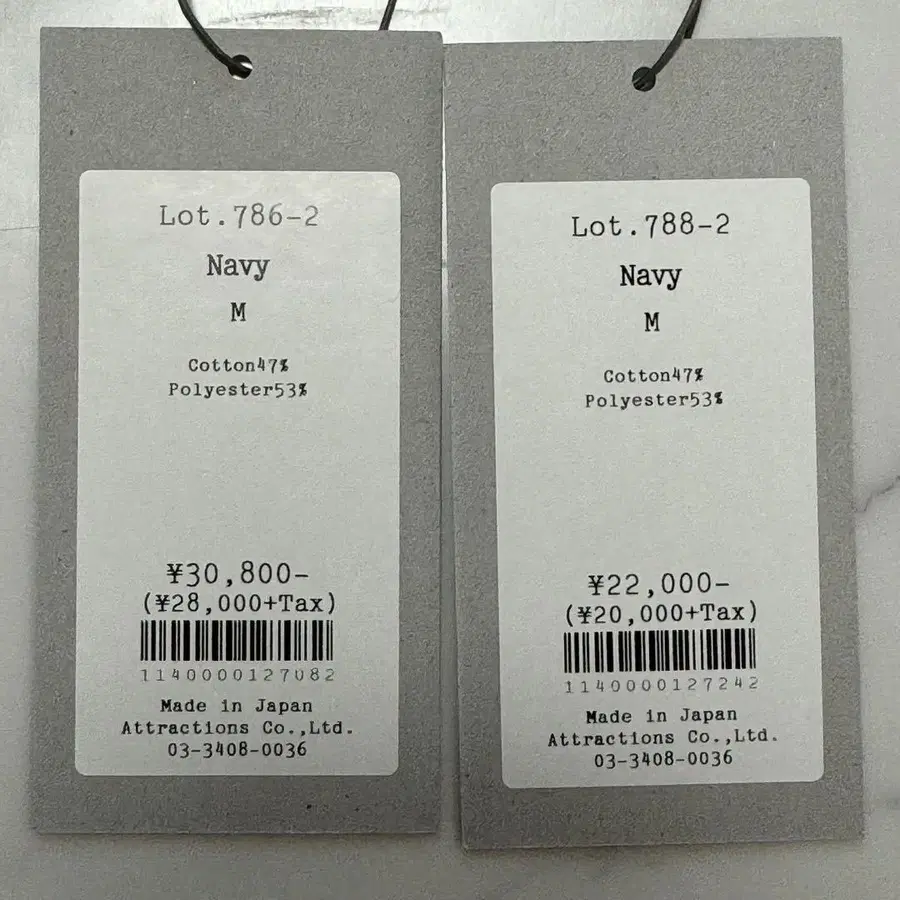 Lot.786-2
Navy
M
Cotton47%
Polyester53%
¥30,800-
(¥28,000+Tax)
1140000127082
Made in Japan
Attractions Co.,Ltd.
03-3408-0036
Lot.788-2
Navy
M
Cotton47%
Polyester53%
¥22,000-
(¥20,000+Tax)
1140000127242
Made in Japan
Attractions Co.,Ltd.
03-3408-0036